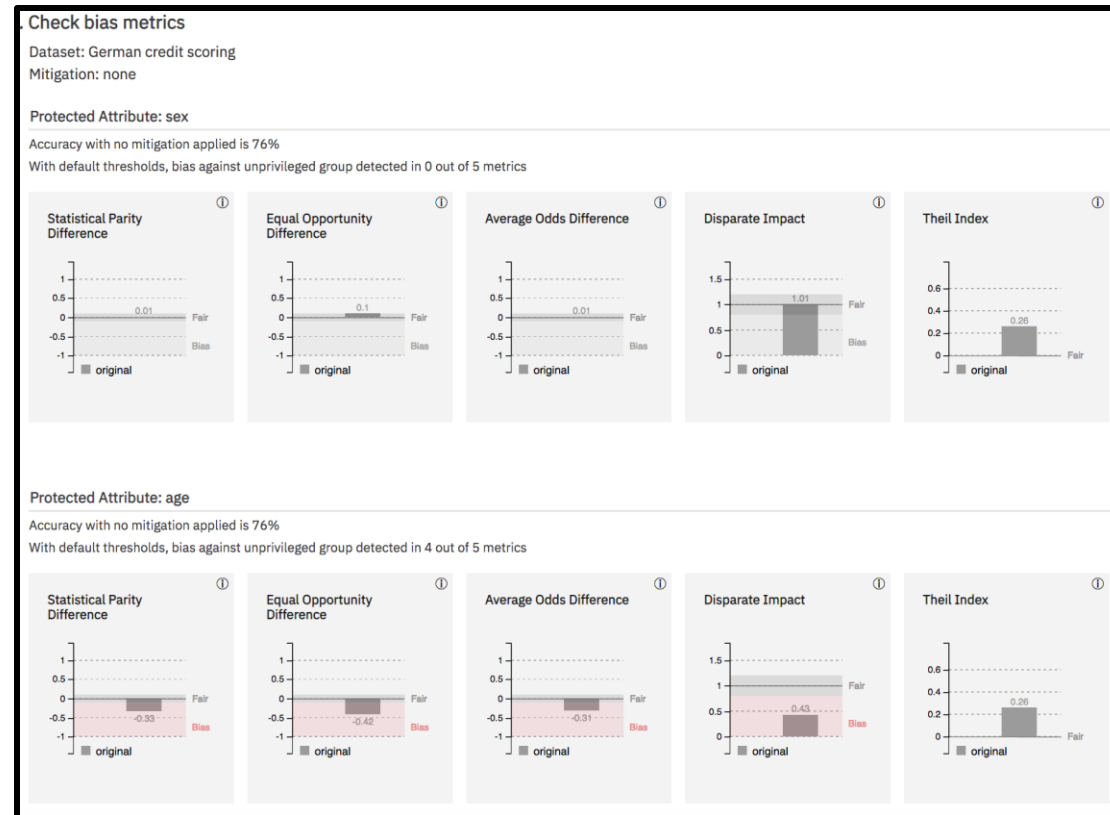 . Check bias metrics
Dataset: German credit scoring
Mitigation: none
Protected Attribute: sex
Accuracy with no mitigation applied is 76%
With default thresholds, bias against unprivileged group detected in 0 out of 5 metrics
Statistical Parity
Difference
1
0.5
0
-0.5
-1
0.01
Fair
Bias
original
Equal Opportunity
Difference
1
0.5
0
-0.5
-1
0.1
Fair
Bias
original
Average Odds Difference
1
0.5
0
-0.5
-1
0.01
Fair
Bias
original
Disparate Impact
1.5
1
0.5
0
1.01
Fair
Bias
original
Theil Index
0.6
0.4
0.2
0
0.26
Fair
original
Protected Attribute: age
Accuracy with no mitigation applied is 76%
With default thresholds, bias against unprivileged group detected in 4 out of 5 metrics
Statistical Parity
Difference
1
0.5
0
-0.5
-1
-0.33
Fair
Bias
original
Equal Opportunity
Difference
1
0.5
0
-0.5
-1
-0.42
Fair
Bias
original
Average Odds Difference
1
0.5
0
-0.5
-1
-0.31
Fair
Bias
original
Disparate Impact
1.5
1
0.5
0
0.43
Fair
Bias
original
Theil Index
0.6
0.4
0.2
0
0.26
Fair
original